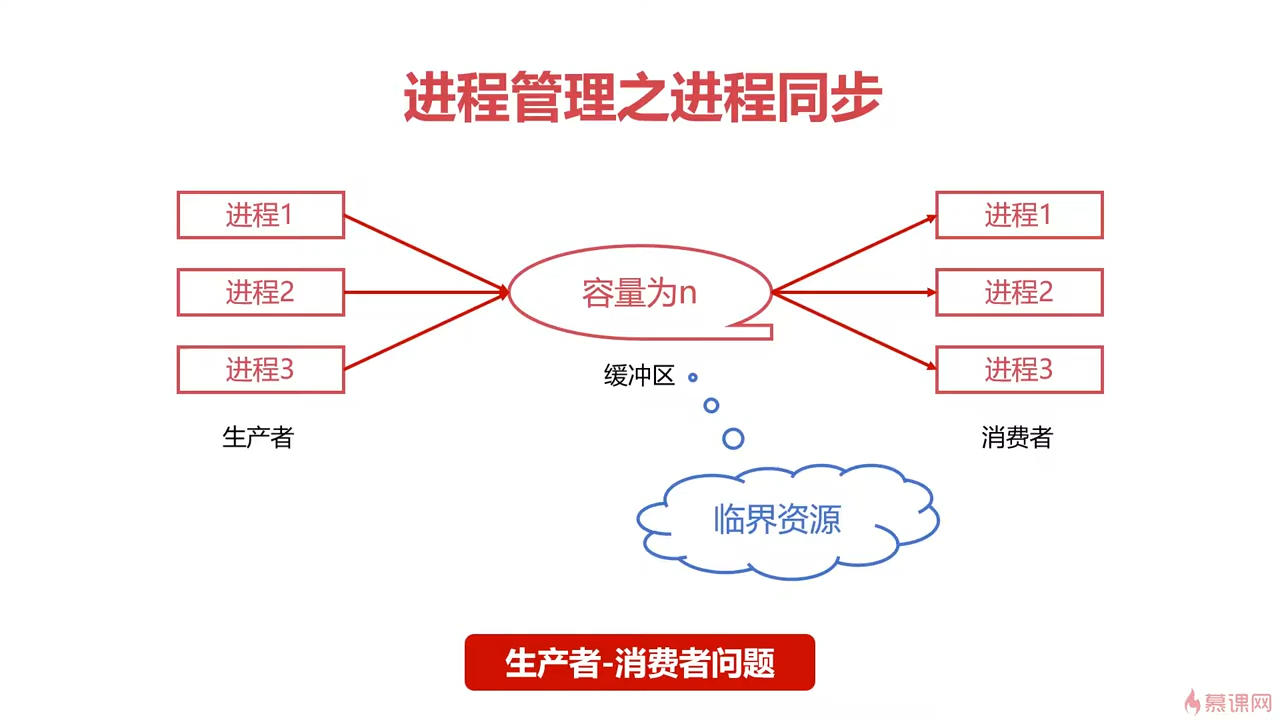 进程管理之进程同步
进程1
进程2
进程3
生产者
容量为n
缓冲区
临界资源
进程1
进程2
进程3
消费者
生产者-消费者问题
慕课网